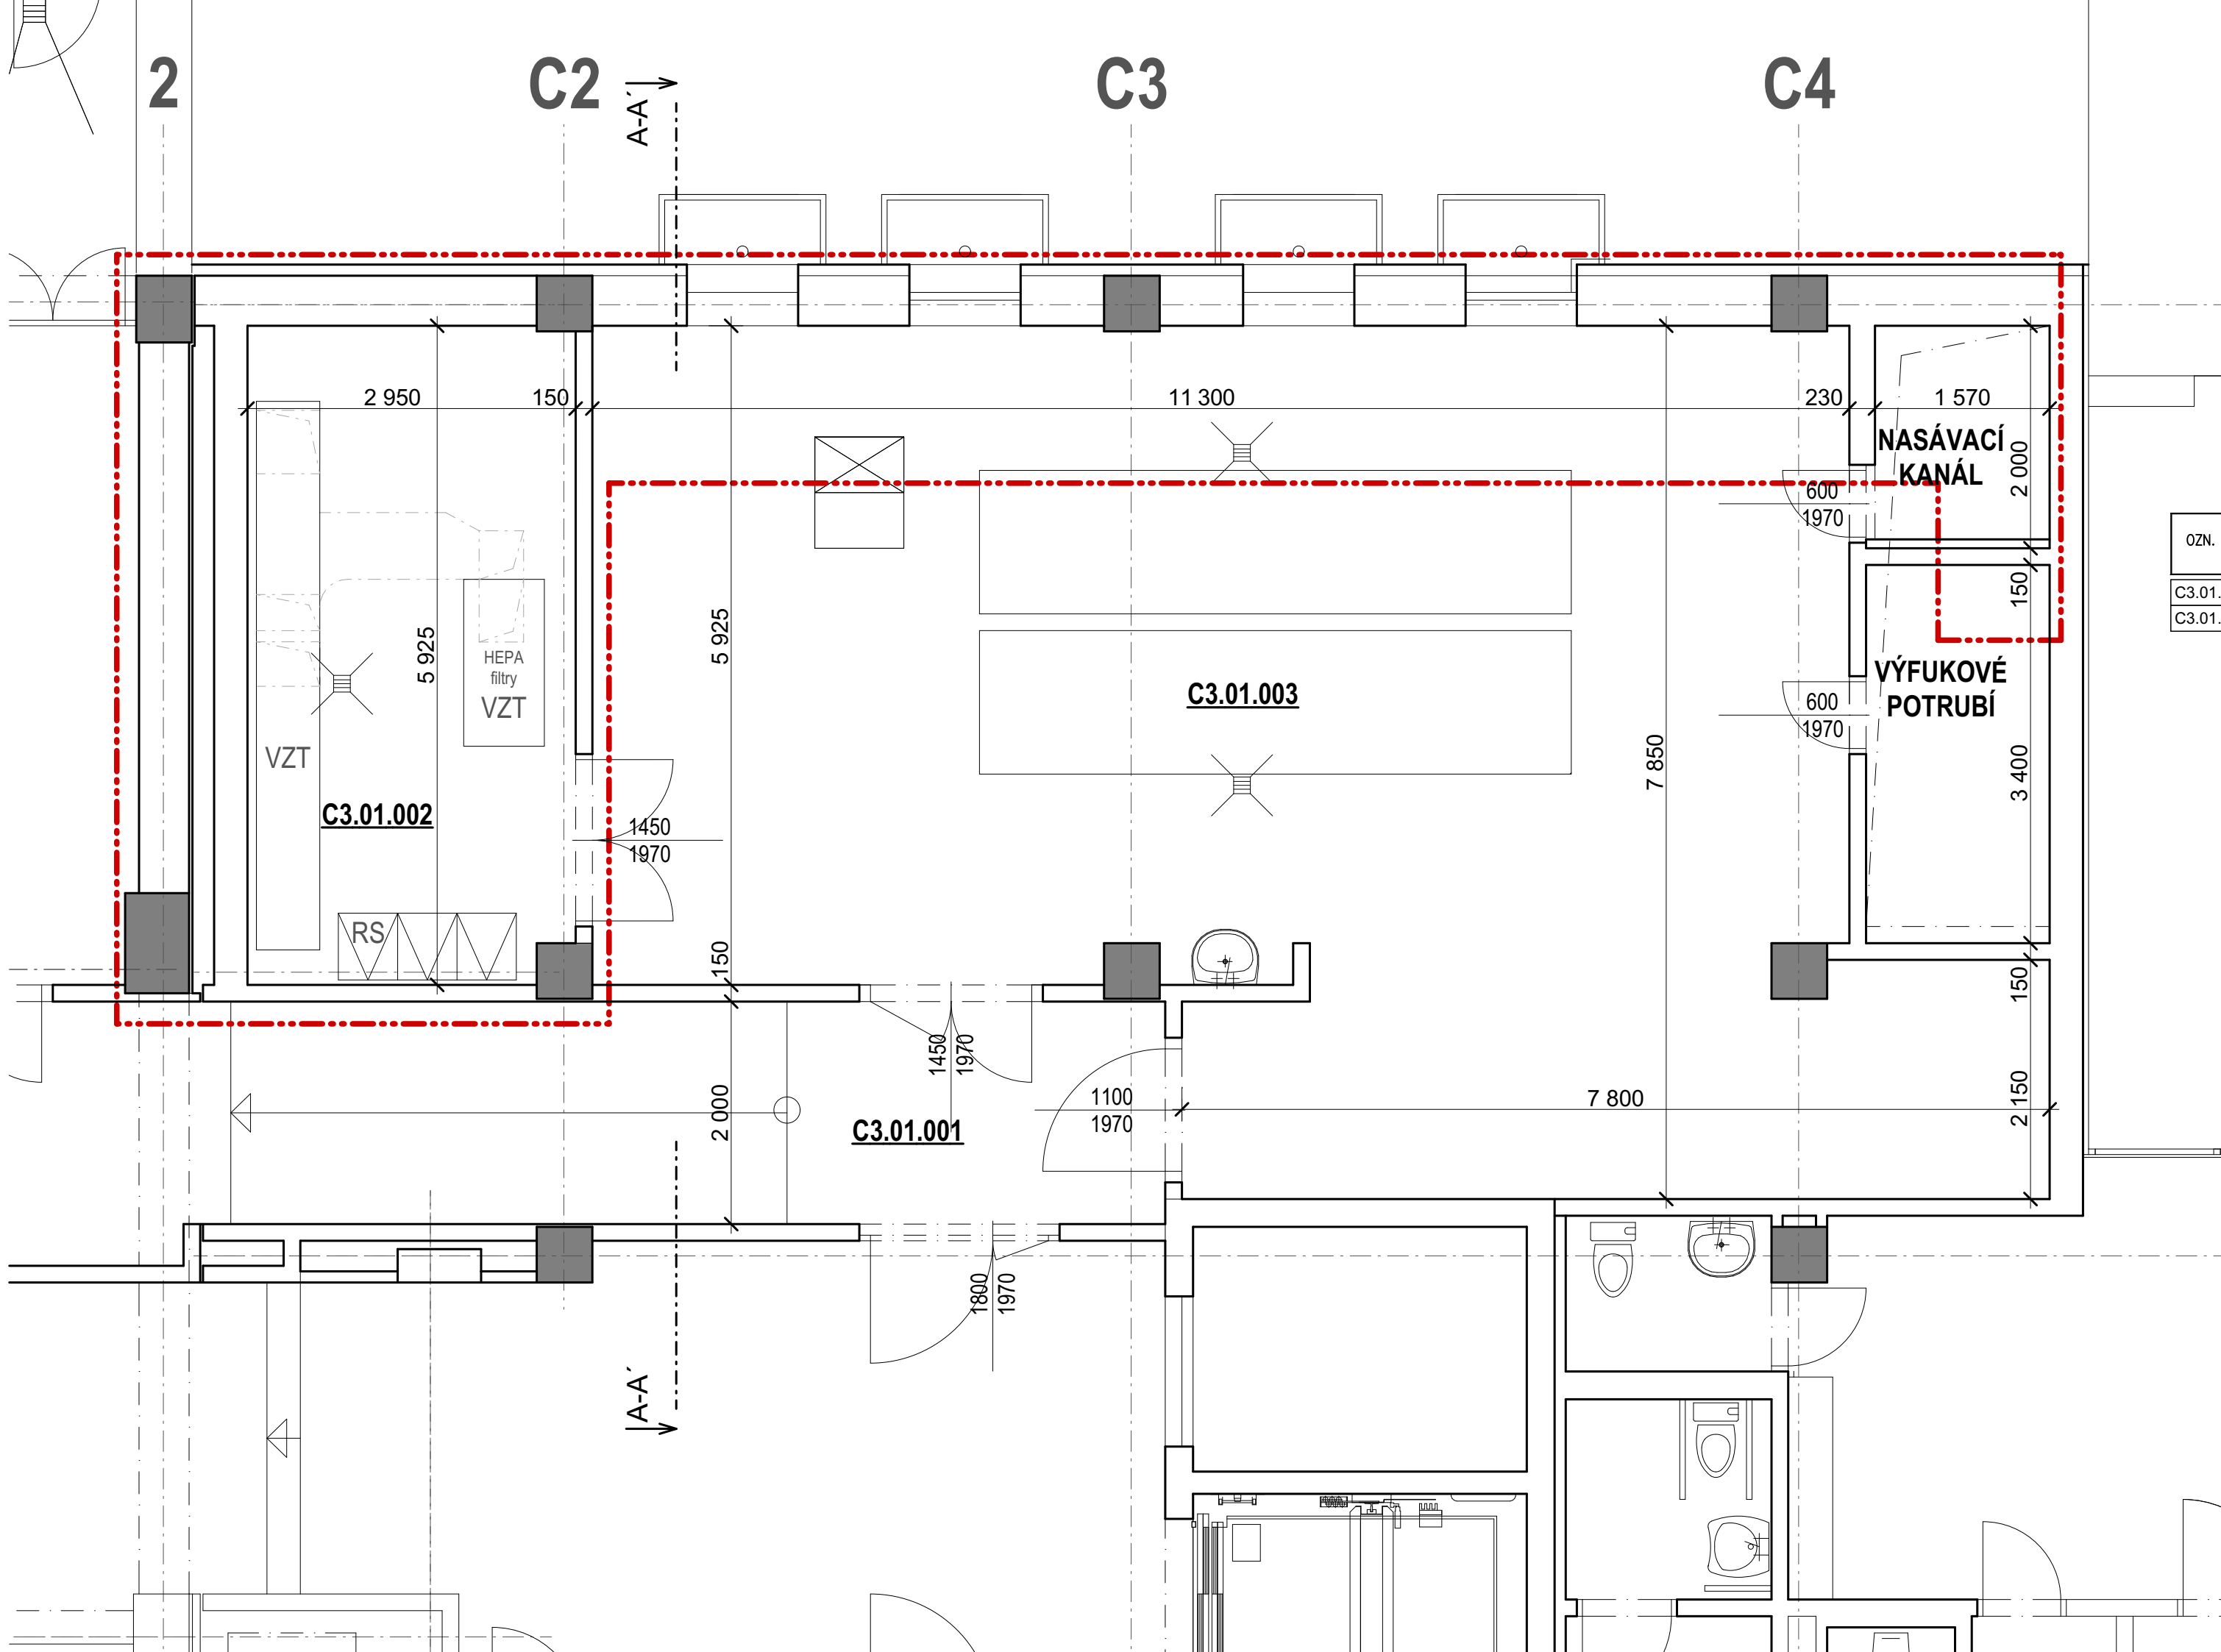 2
C2
C3
C4
A-A´
2 950
150
11 300
230
1 570
NASÁVACÍ
KANÁL
2 000
600
1970
OZN.
C3.01.
C3.01.
150
5 925
5 925
HEPA
filtry
VZT
VZT
C3.01.003
VÝFUKOVÉ
POTRUBÍ
600
1970
7 850
3 400
C3.01.002
1450
1970
RS
150
150
1450
1970
2 000
C3.01.001
1100
1970
7 800
2 150
1800
1970
A-A´